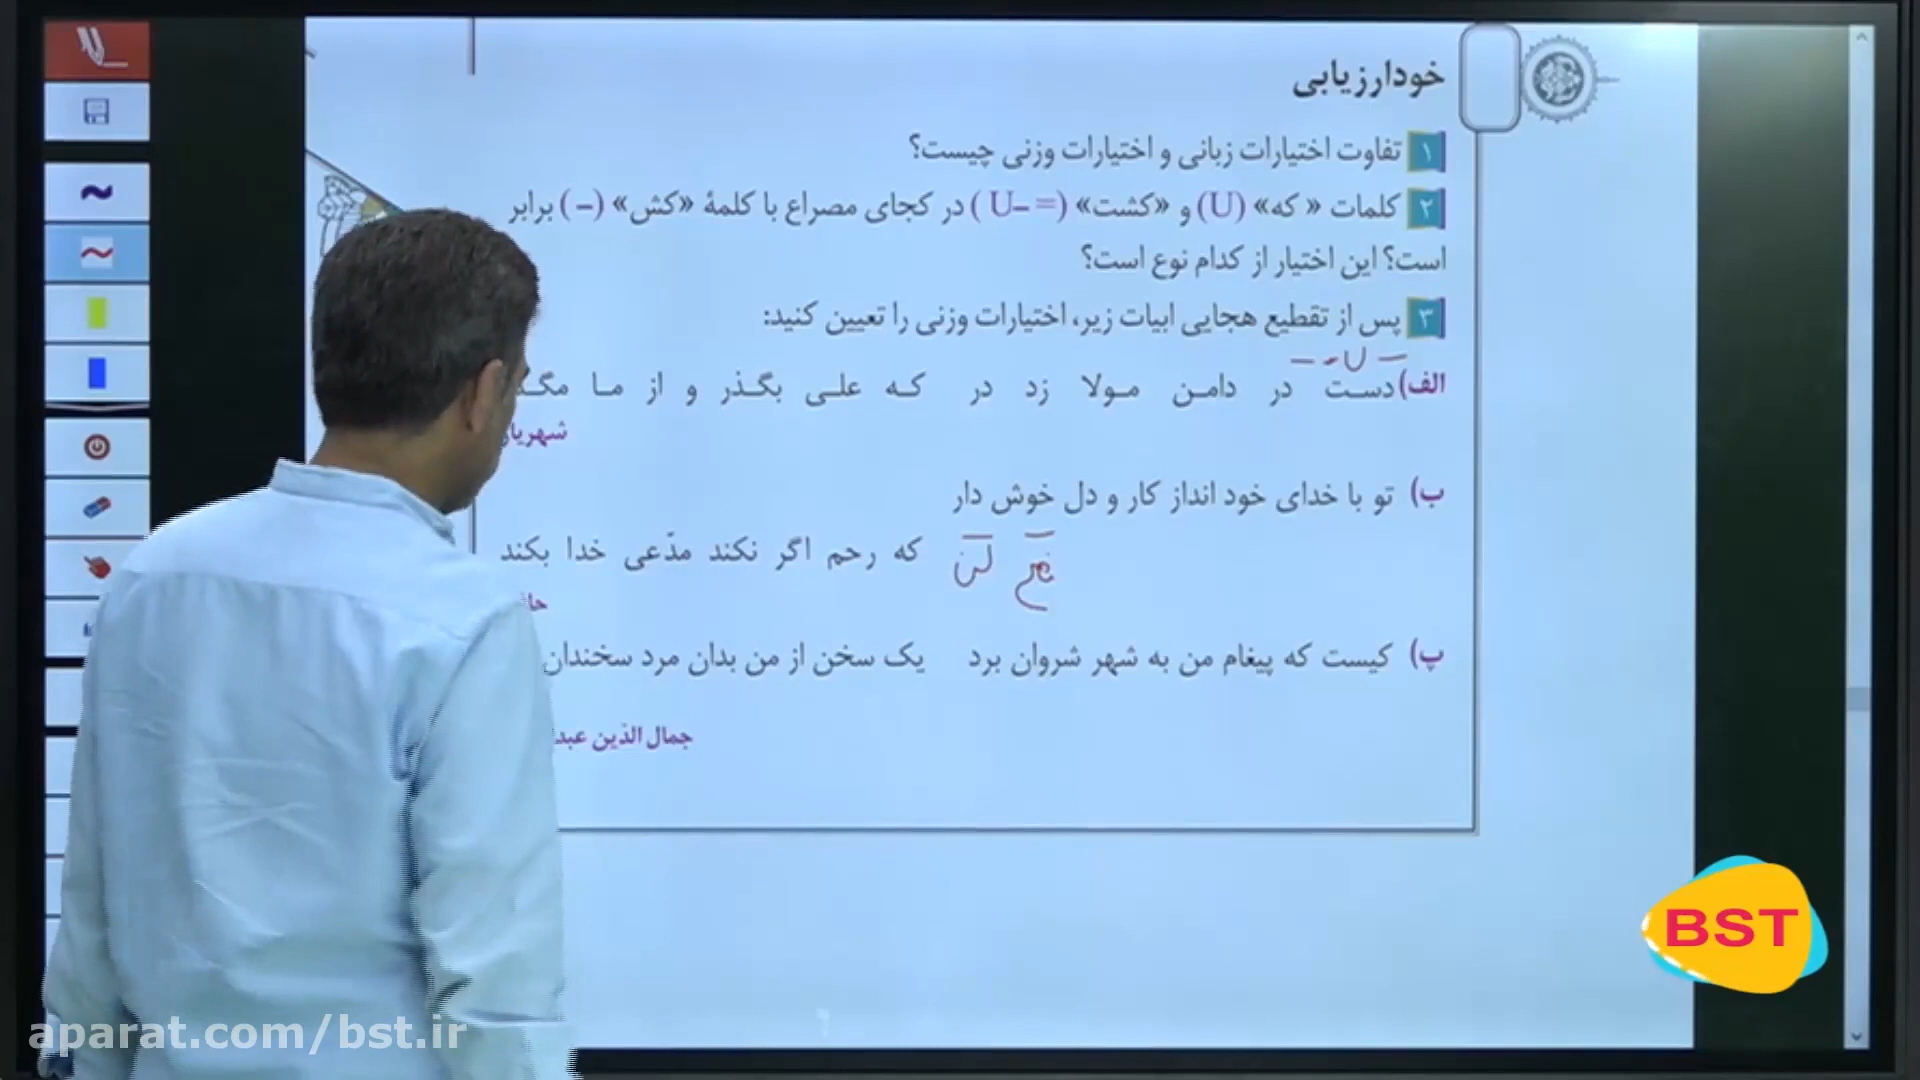 خودارزیابی
۱ تفاوت اختیارات زبانی و اختیارات وزنی چیست؟
۲ کلمات « که» (U) و «کشت» (= –U ) در کجای مصراع با کلمهٔ «کش» (–) برابر
است؟ این اختیار از کدام نوع است؟
۳ پس از تقطیع هجایی ابیات زیر، اختیارات وزنی را تعیین کنید:
– U – –
الف) دست در دامن مولا زد در که علی بگذر و از ما
شهریار
ب) تو با خدای خود انداز کار و دل خوش دار
که رحم اگر نکند مدّعی خدا بکند
پ) کیست که پیغام من به شهر شروان برد یک سخن از من بدان مرد سخندان
جمال الدّین
BST
aparat.com/bst.ir